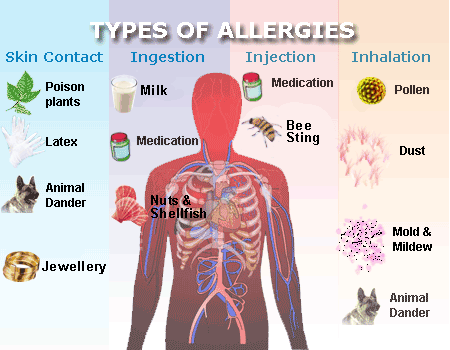 TYPES OF ALLERGIES
Skin Contact
Poison
plants
Latex
Animal
Dander
Jewellery
Ingestion
Milk
Medication
Nuts &
Shellfish
Injection
Medication
Bee
Sting
Inhalation
Pollen
Dust
Mold &
Mildew
Animal
Dander